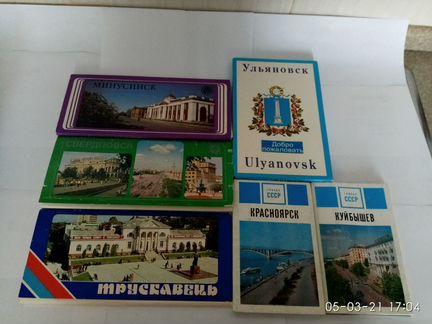 МИНУСИНСК
СВЕРДЛОВСК
Трускавець
Ульяновск
Добро
пожаловать
Ulyanovsk
города
СССР
КРАСНОЯРСК
города
СССР
КУЙБЫШЕВ
05-03-21 17:04